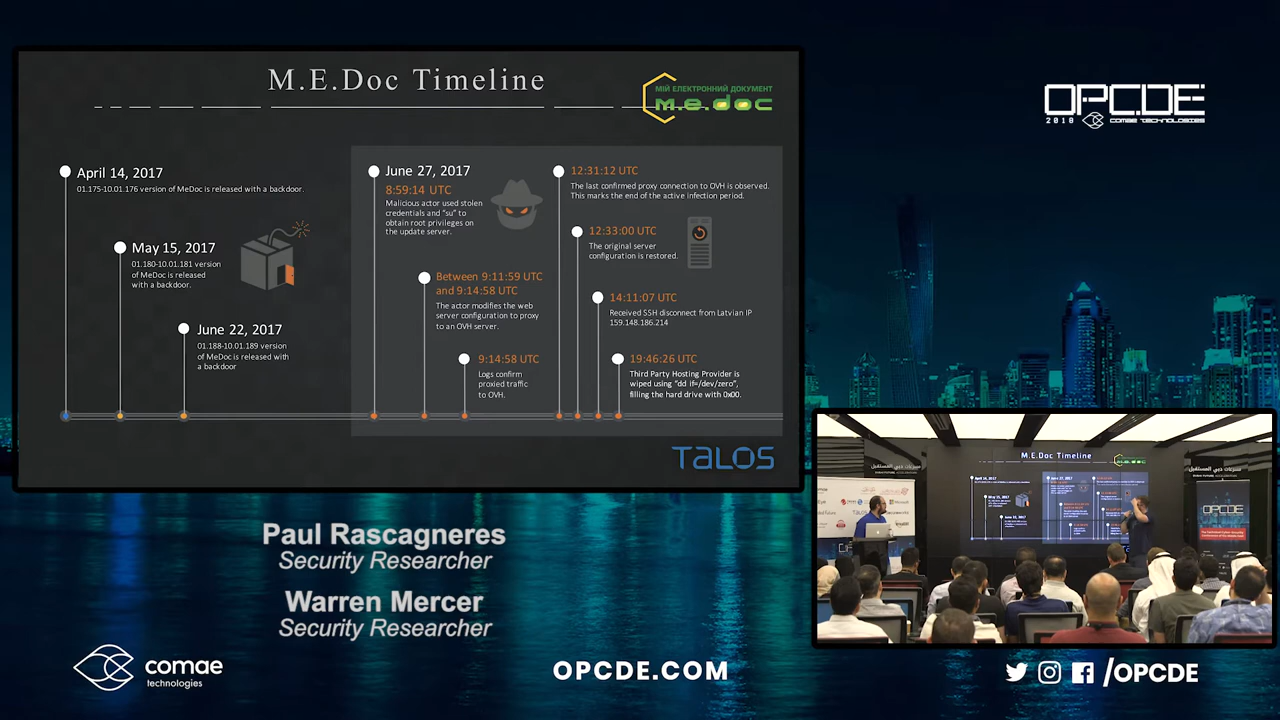 M.E.Doc Timeline
МІЙ ЕЛЕКТРОННИЙ ДОКУМЕНТ
m.e.doc
April 14, 2017
01.175-10.01.176 version of MeDoc is released with a backdoor.
May 15, 2017
01.180-10.01.181 version
of MeDoc is released
with a backdoor.
June 22, 2017
01.188-10.01.189 version
of MeDoc is released with
a backdoor
June 27, 2017
8:59:14 UTC
Malicious actor used stolen
credentials and “su” to
obtain root privileges on
the update server.
Between 9:11:59 UTC
and 9:14:58 UTC
The actor modifies the web
server configuration to proxy
to an OVH server.
9:14:58 UTC
Logs confirm
proxied traffic
to OVH.
12:31:12 UTC
The last confirmed proxy connection to OVH is observed.
This marks the end of the active infection period.
12:33:00 UTC
The original server
configuration is restored.
14:11:07 UTC
Received SSH disconnect from Latvian IP
159.148.186.214
19:46:26 UTC
Third Party Hosting Provider is
wiped using “dd if=/dev/zero”,
filling the hard drive with 0x00.
TALOS
OPCDE
2018 COMAE TECHNOLOGIES
M.E.Doc Timeline
OPCDE
Paul Rascagneres
Security Researcher
Warren Mercer
Security Researcher
comae
technologies
OPCDE.COM
/OPCDE